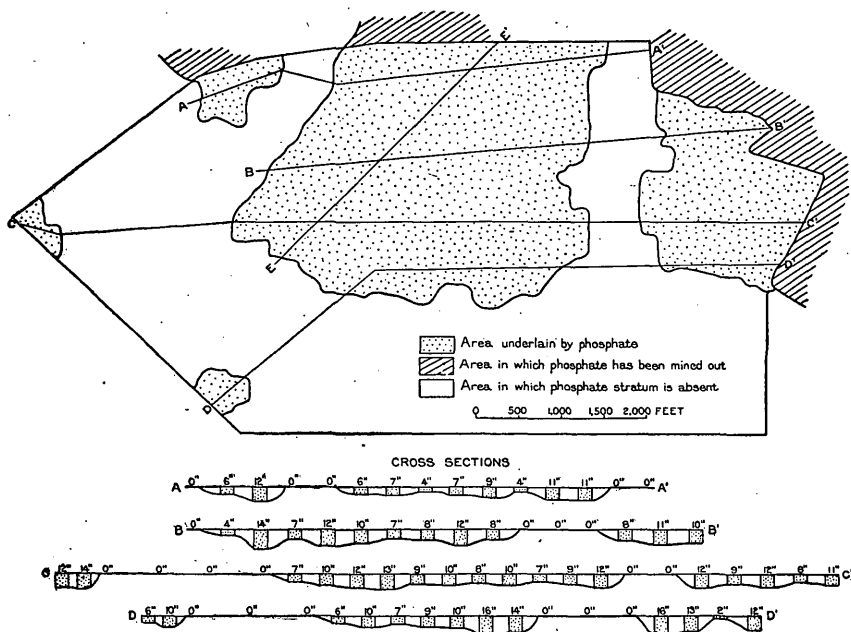 E'
A'
A
B'
B
C
C'
E
D'
D
Area underlain by phosphate
Area in which phosphate has been mined out
Area in which phosphate stratum is absent
0 500 1,000 1,500 2,000 FEET
CROSS SECTIONS
A 0" 6" 12" 0" 0" 6" 7" 4" 7" 9" 4" 11" 11" 0" 0" A'
B 0" 4" 14" 7" 12" 10" 7" 8" 12" 8" 0" 0" 0" 8" 11" 10" B'
C 12" 14" 0" 0" 0" 0" 7" 10" 12" 13" 9" 10" 8" 10" 7" 9" 12" 0" 0" 12" 9" 12" 8" 11" C'
D 6" 10" 0" 0" 0" 6" 10" 7" 9" 10" 16" 14" 0" 0" 0" 16" 13" 2" 12" D'